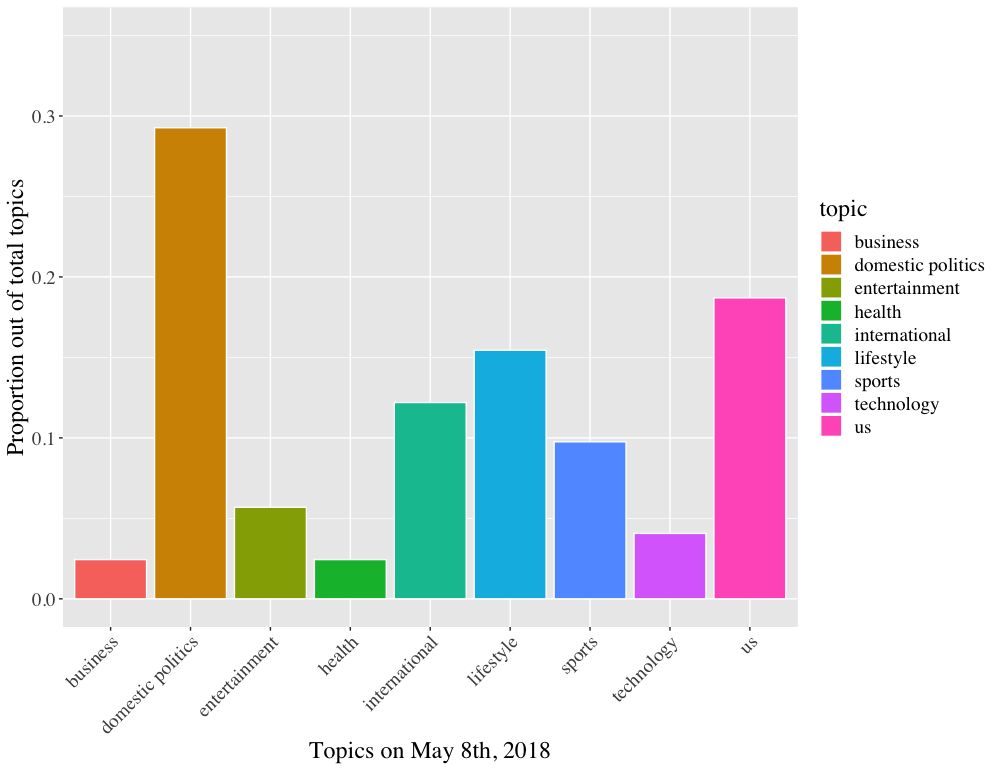 Proportion out of total topics
0.3
0.2
0.1
0.0
business
domestic politics
entertainment
health
international
lifestyle
sports
technology
us
Topics on May 8th, 2018
topic
business
domestic politics
entertainment
health
international
lifestyle
sports
technology
us